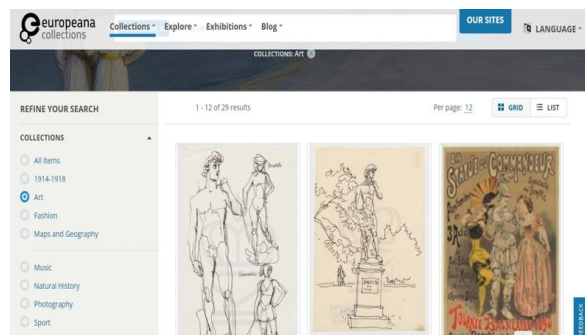 europeana
collections
Collections
Explore
Exhibitions
Blog
OUR SITES
LANGUAGE
COLLECTIONS: Art
REFINE YOUR SEARCH
1 - 12 of 29 results
Per page: 12
GRID
LIST
COLLECTIONS
All items
1914-1918
Art
Fashion
Maps and Geography
Music
Natural History
Photography
Sport
LA
STATUE DU COMMANDEUR
TOURNÉE
1894
FEEDBACK